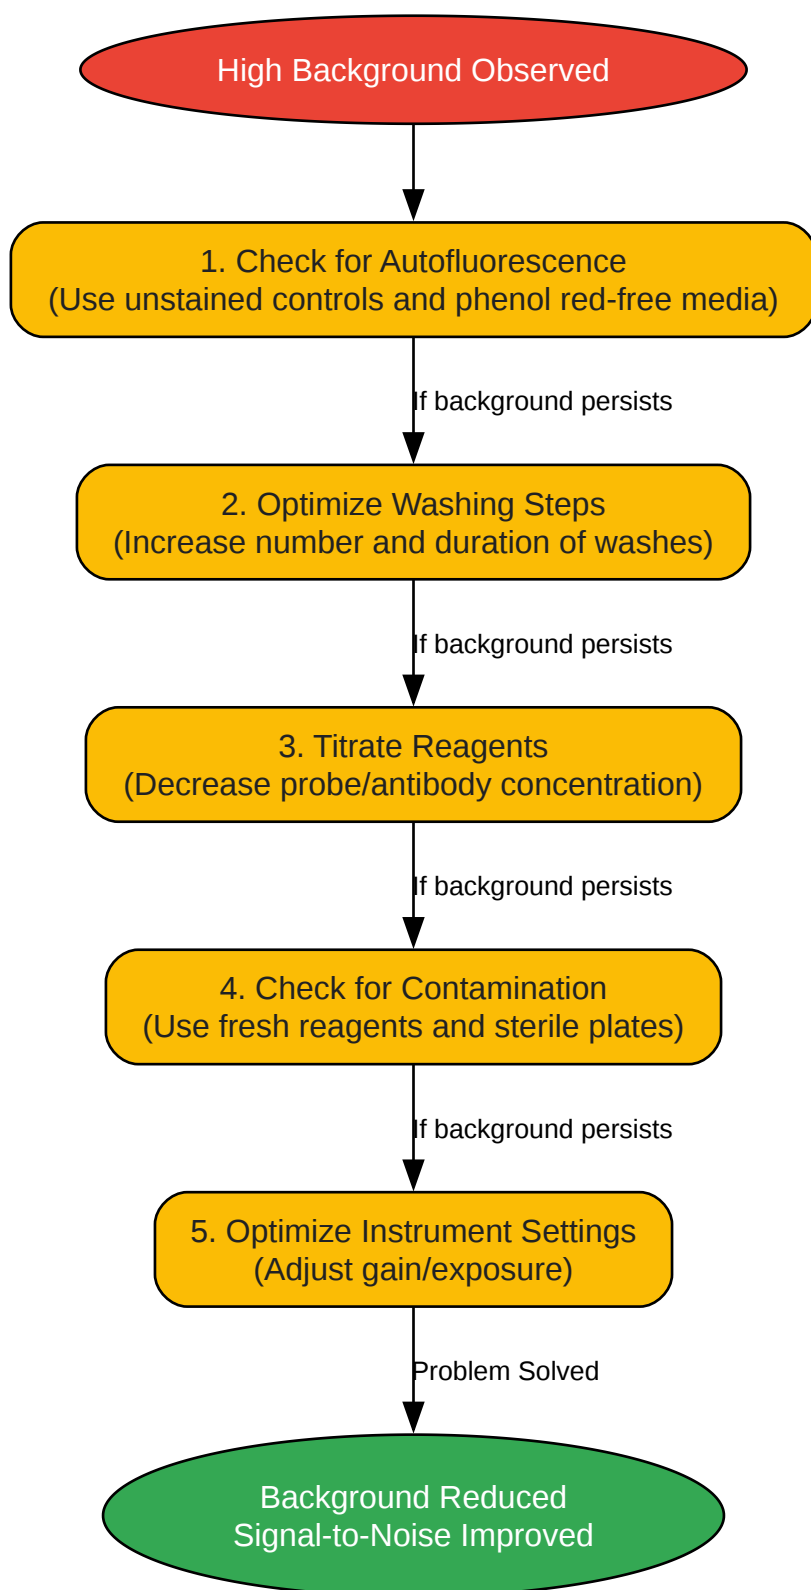 High Background Observed
1. Check for Autofluorescence
(Use unstained controls and phenol red-free media)
If background persists
2. Optimize Washing Steps
(Increase number and duration of washes)
If background persists
3. Titrate Reagents
(Decrease probe/antibody concentration)
If background persists
4. Check for Contamination
(Use fresh reagents and sterile plates)
If background persists
5. Optimize Instrument Settings
(Adjust gain/exposure)
Problem Solved
Background Reduced
Signal-to-Noise Improved